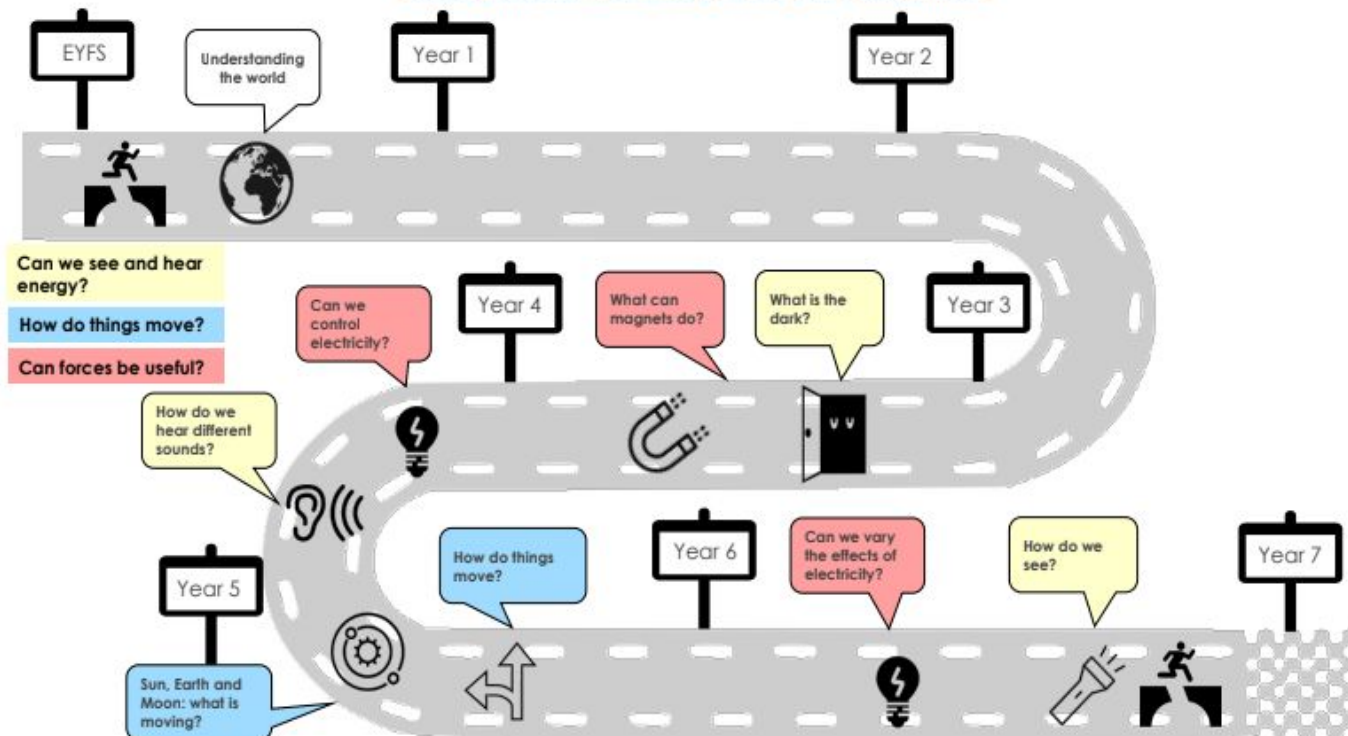 EYFS
Understanding
the world
Year 1
Year 2
Can we see and hear
energy?
How do things move?
Can forces be useful?
Year 3
What is the
dark?
What can
magnets do?
Year 4
Can we
control
electricity?
How do we
hear different
sounds?
Year 5
Sun, Earth and
Moon: what is
moving?
How do things
move?
Year 6
Can we vary
the effects of
electricity?
How do we
see?
Year 7